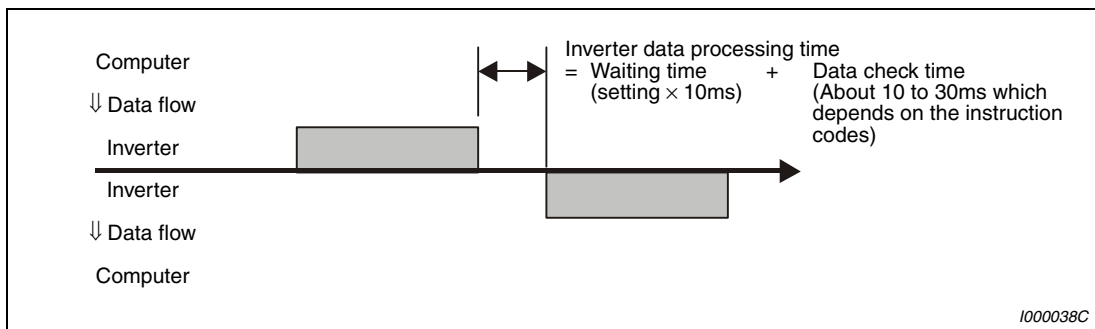 Computer
⇓ Data flow
Inverter
Inverter
⇓ Data flow
Computer
Inverter data processing time
= Waiting time + Data check time
(setting × 10ms) (About 10 to 30ms which
depends on the instruction
codes)
I000038C